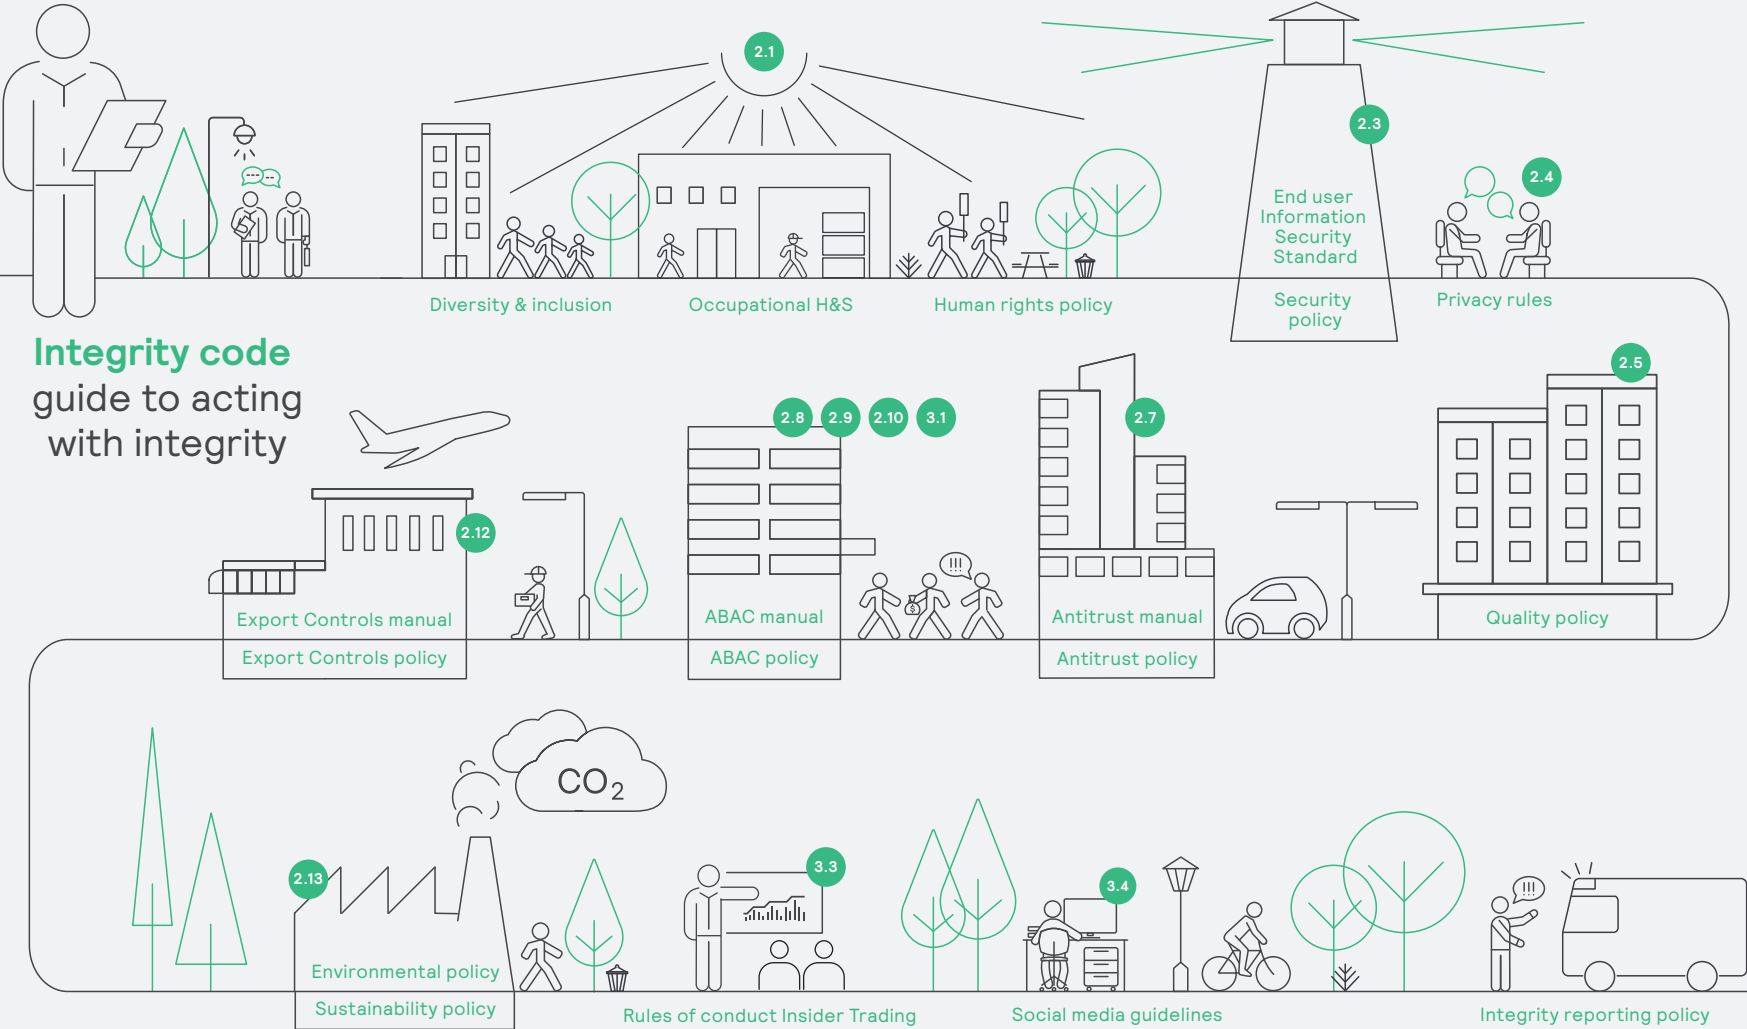 2.1
2.3
2.4
End user
Information
Security
Standard
Diversity & inclusion
Occupational H&S
Human rights policy
Security
policy
Privacy rules
Integrity code
guide to acting
with integrity
2.5
2.8
2.9
2.10
3.1
2.7
2.12
!!!
$
Export Controls manual
ABAC manual
Antitrust manual
Quality policy
Export Controls policy
ABAC policy
Antitrust policy
CO2
2.13
3.3
3.4
!!!
Environmental policy
Sustainability policy
Rules of conduct Insider Trading
Social media guidelines
Integrity reporting policy